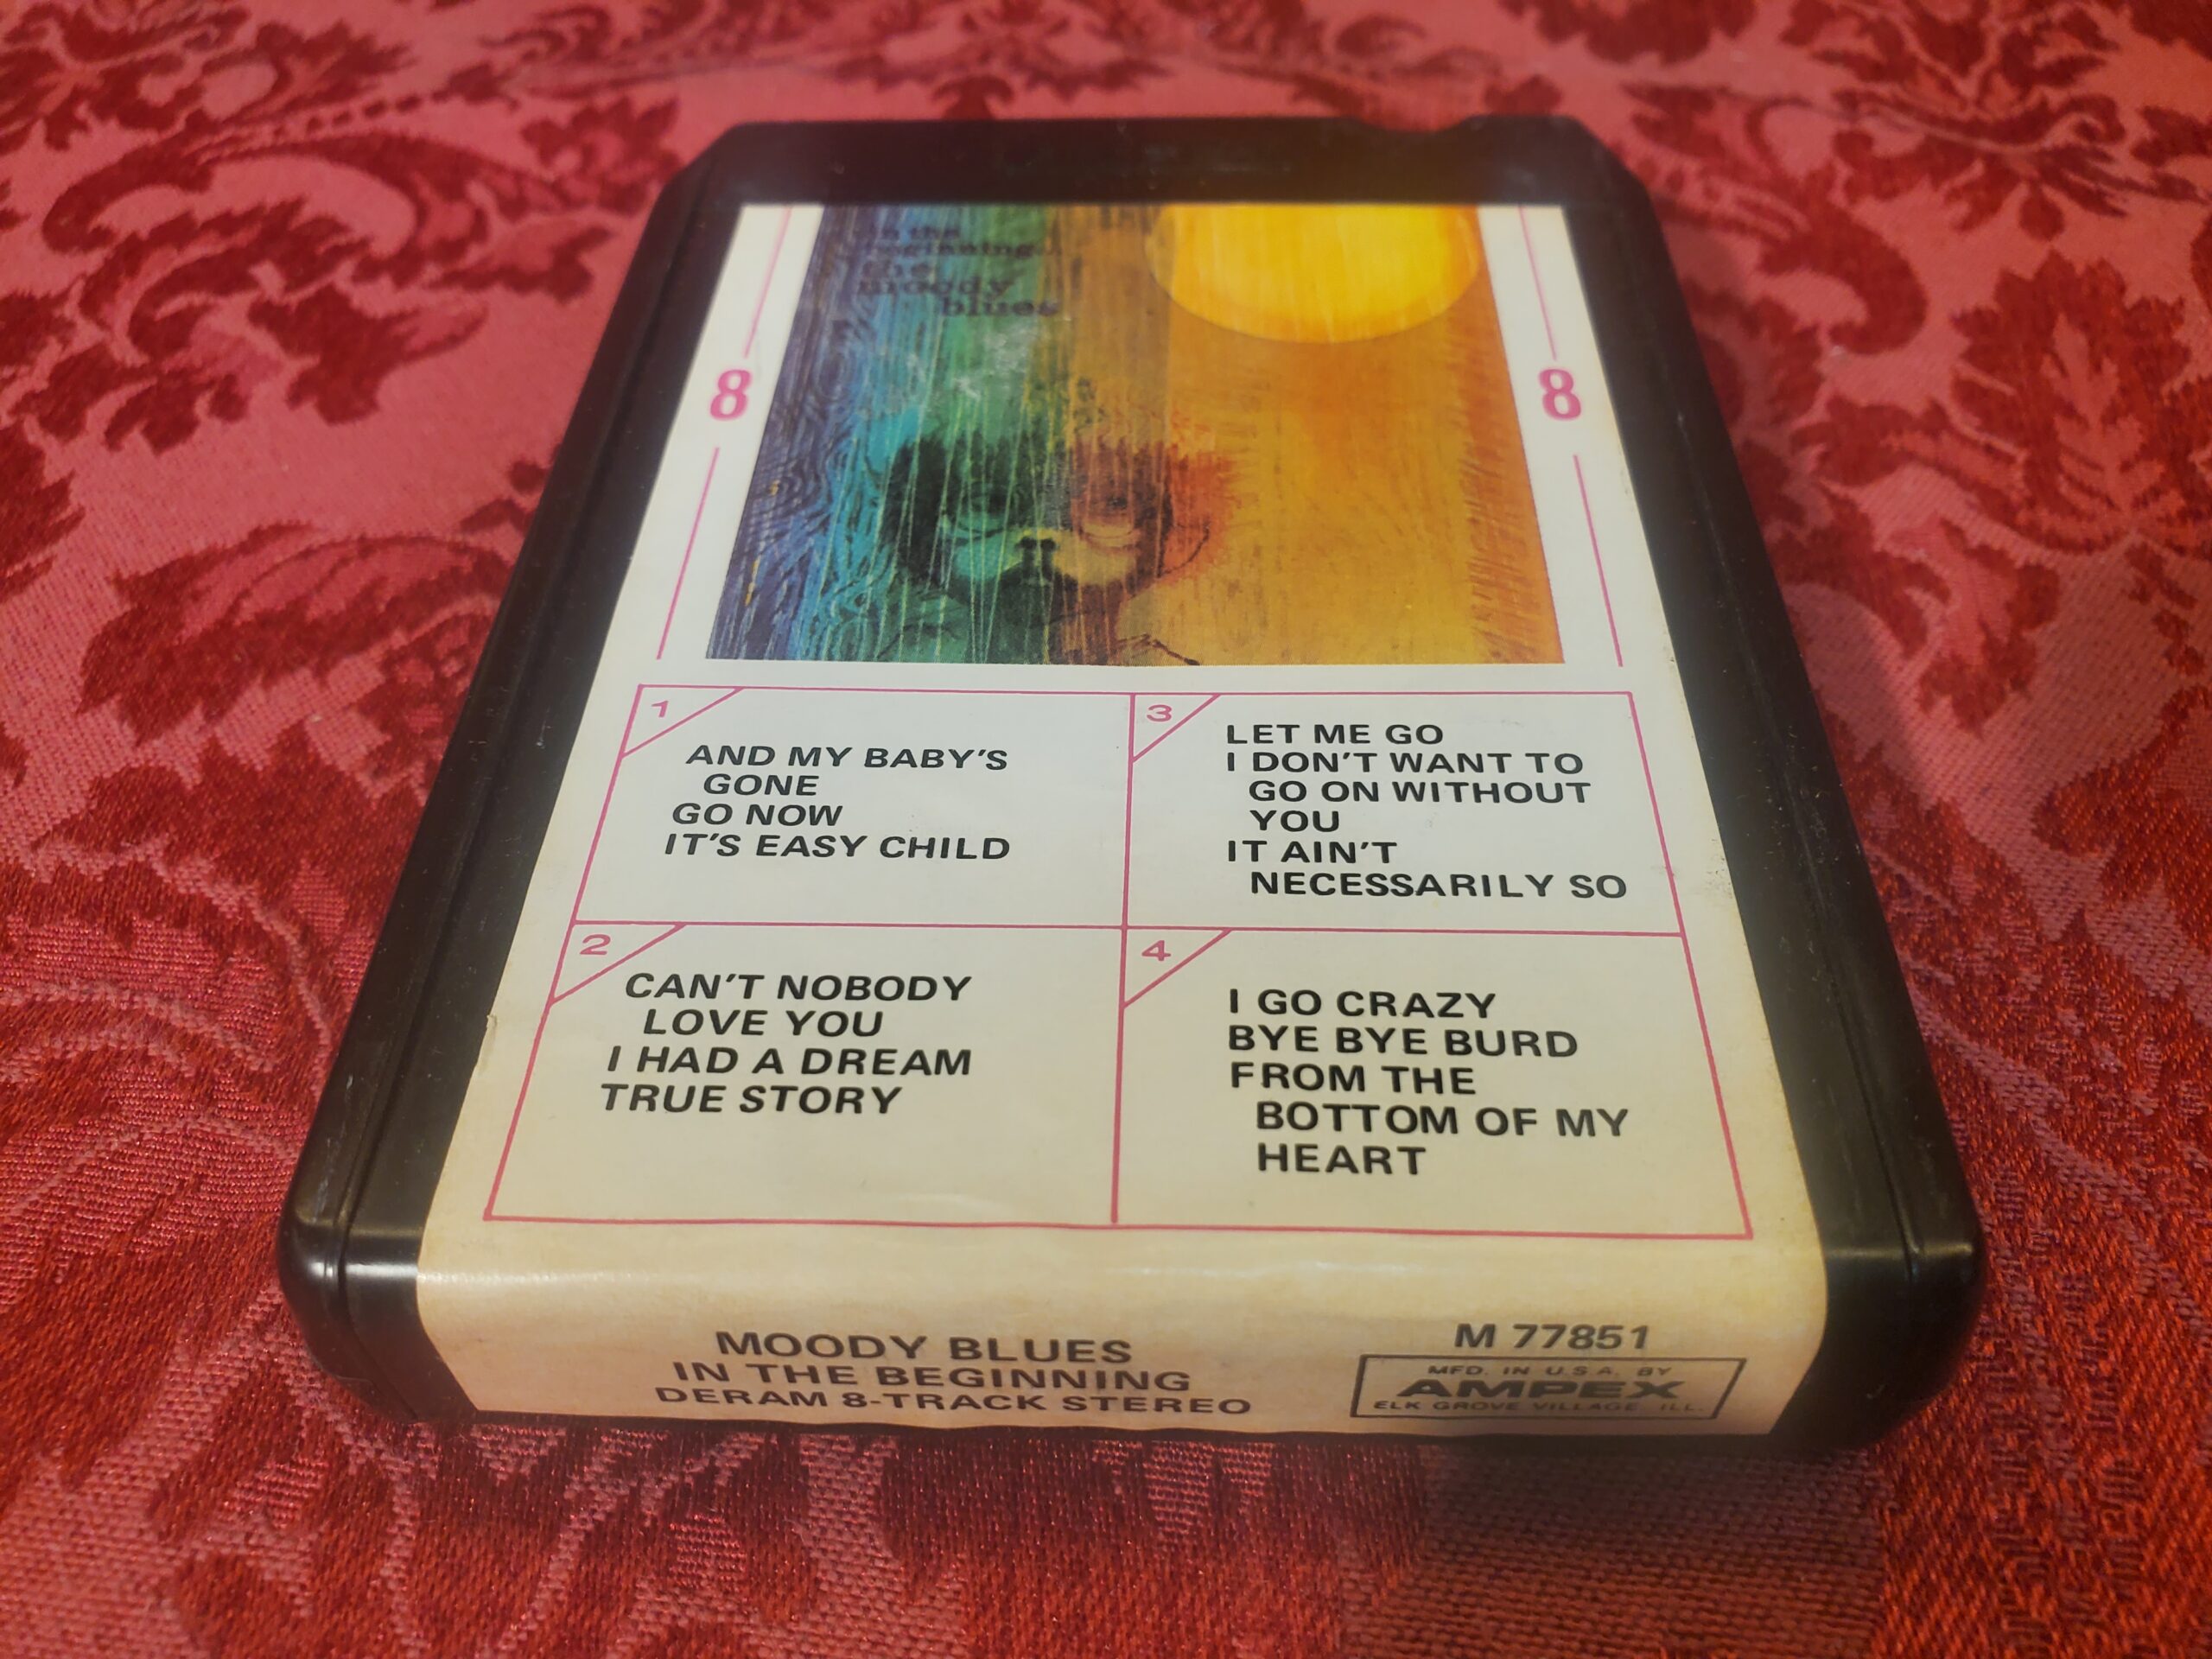 in the
beginning
the
moody
blues
8
8
1
AND MY BABY'S
GONE
GO NOW
IT'S EASY CHILD
2
CAN'T NOBODY
LOVE YOU
I HAD A DREAM
TRUE STORY
3
LET ME GO
I DON'T WANT TO
GO ON WITHOUT
YOU
IT AIN'T
NECESSARILY SO
4
I GO CRAZY
BYE BYE BURD
FROM THE
BOTTOM OF MY
HEART
MOODY BLUES
IN THE BEGINNING
DERAM 8-TRACK STEREO
M 77851
MFD. IN U.S.A. BY
AMPEX
ELK GROVE VILLAGE, ILL.